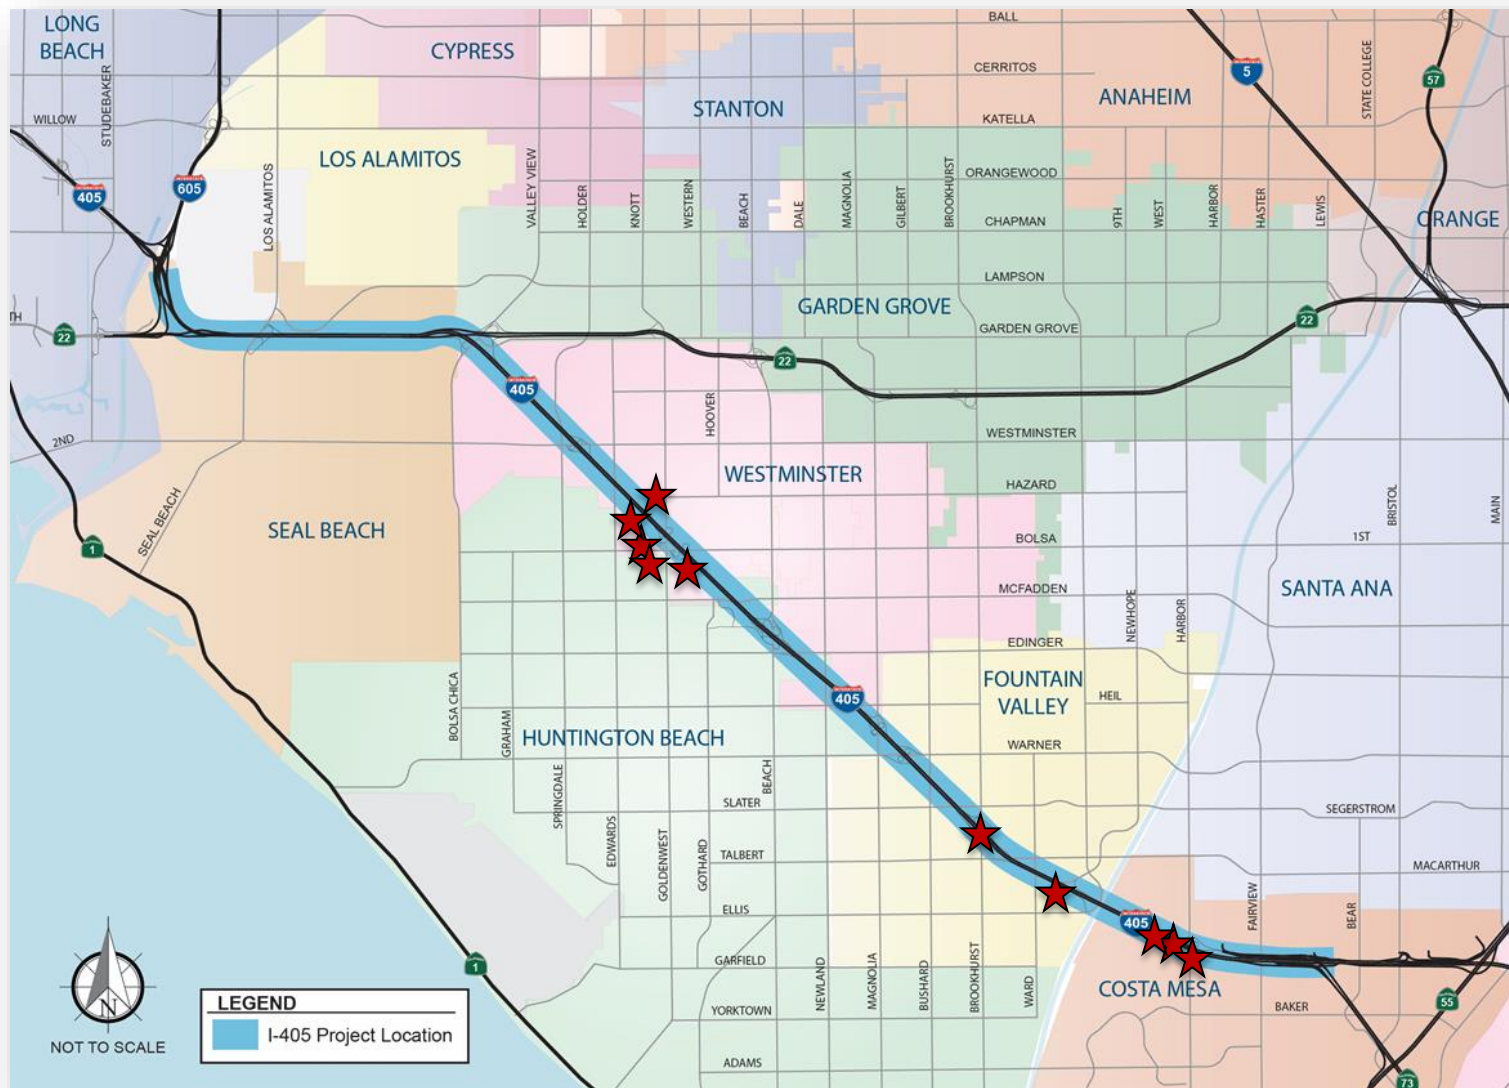 LONG
BEACH
CYPRESS
BALL
CERRITOS
STANTON
ANAHEIM
5
57
STATE COLLEGE
STUDEBAKER
WILLOW
KATELLA
LOS ALAMITOS
405
605
LOS ALAMITOS
VALLEY VIEW
HOLDER
KNOTT
WESTERN
BEACH
DALE
MAGNOLIA
GILBERT
BROOKHURST
ORANGEWOOD
CHAPMAN
9TH
WEST
HARBOR
HASTER
LEWIS
ORANGE
LAMPSON
GARDEN GROVE
GARDEN GROVE
22
TH
22
22
405
HOOVER
WESTMINSTER
2ND
WESTMINSTER
HAZARD
SEAL BEACH
SEAL BEACH
1
BOLSA
1ST
BRISTOL
MAIN
MCFADDEN
SANTA ANA
NEWHOPE
HARBOR
EDINGER
FOUNTAIN
VALLEY
HEIL
405
BOLSA CHICA
GRAHAM
HUNTINGTON BEACH
WARNER
SPRINGDALE
EDWARDS
GOLDENWEST
GOTHARD
BEACH
SLATER
SEGERSTROM
TALBERT
MACARTHUR
ELLIS
FAIRVIEW
BEAR
405
GARFIELD
NEWLAND
MAGNOLIA
BUSHARD
BROOKHURST
WARD
COSTA MESA
1
BAKER
55
YORKTOWN
ADAMS
73
N
NOT TO SCALE
LEGEND
I-405 Project Location